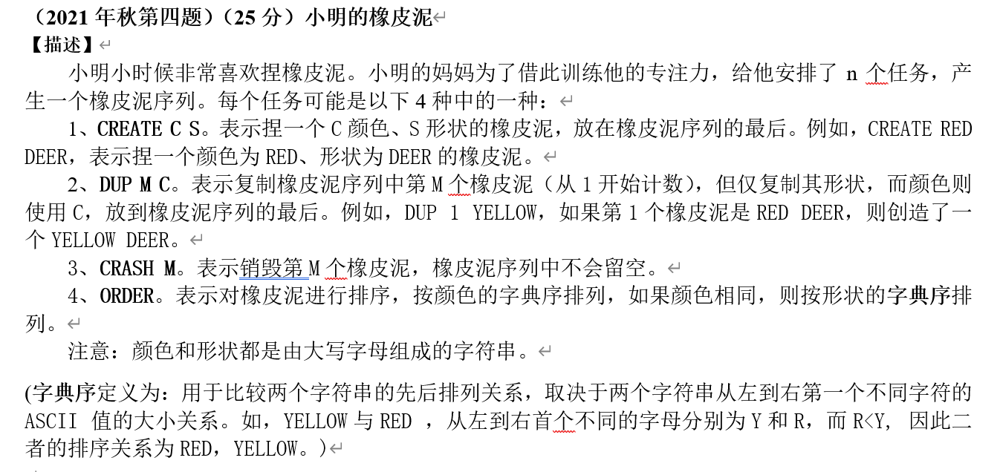 （2021 年秋第四题）（25 分）小明的橡皮泥↵
【描述】↵
小明小时候非常喜欢捏橡皮泥。小明的妈妈为了借此训练他的专注力，给他安排了 n 个任务，产
生一个橡皮泥序列。每个任务可能是以下 4 种中的一种：↵
1、CREATE C S。表示捏一个 C 颜色、S 形状的橡皮泥，放在橡皮泥序列的最后。例如，CREATE RED
DEER，表示捏一个颜色为 RED、形状为 DEER 的橡皮泥。↵
2、DUP M C。表示复制橡皮泥序列中第 M 个橡皮泥（从 1 开始计数），但仅复制其形状，而颜色则
使用 C，放到橡皮泥序列的最后。例如，DUP 1 YELLOW，如果第 1 个橡皮泥是 RED DEER，则创造了一
个 YELLOW DEER。↵
3、CRASH M。表示销毁第 M 个橡皮泥，橡皮泥序列中不会留空。↵
4、ORDER。表示对橡皮泥进行排序，按颜色的字典序排列，如果颜色相同，则按形状的字典序排
列。↵
注意：颜色和形状都是由大写字母组成的字符串。↵
(字典序定义为：用于比较两个字符串的先后排列关系，取决于两个字符串从左到右第一个不同字符的
ASCII 值的大小关系。如，YELLOW 与 RED ，从左到右首个不同的字母分别为 Y 和 R，而 R<Y, 因此二
者的排序关系为 RED，YELLOW。)↵